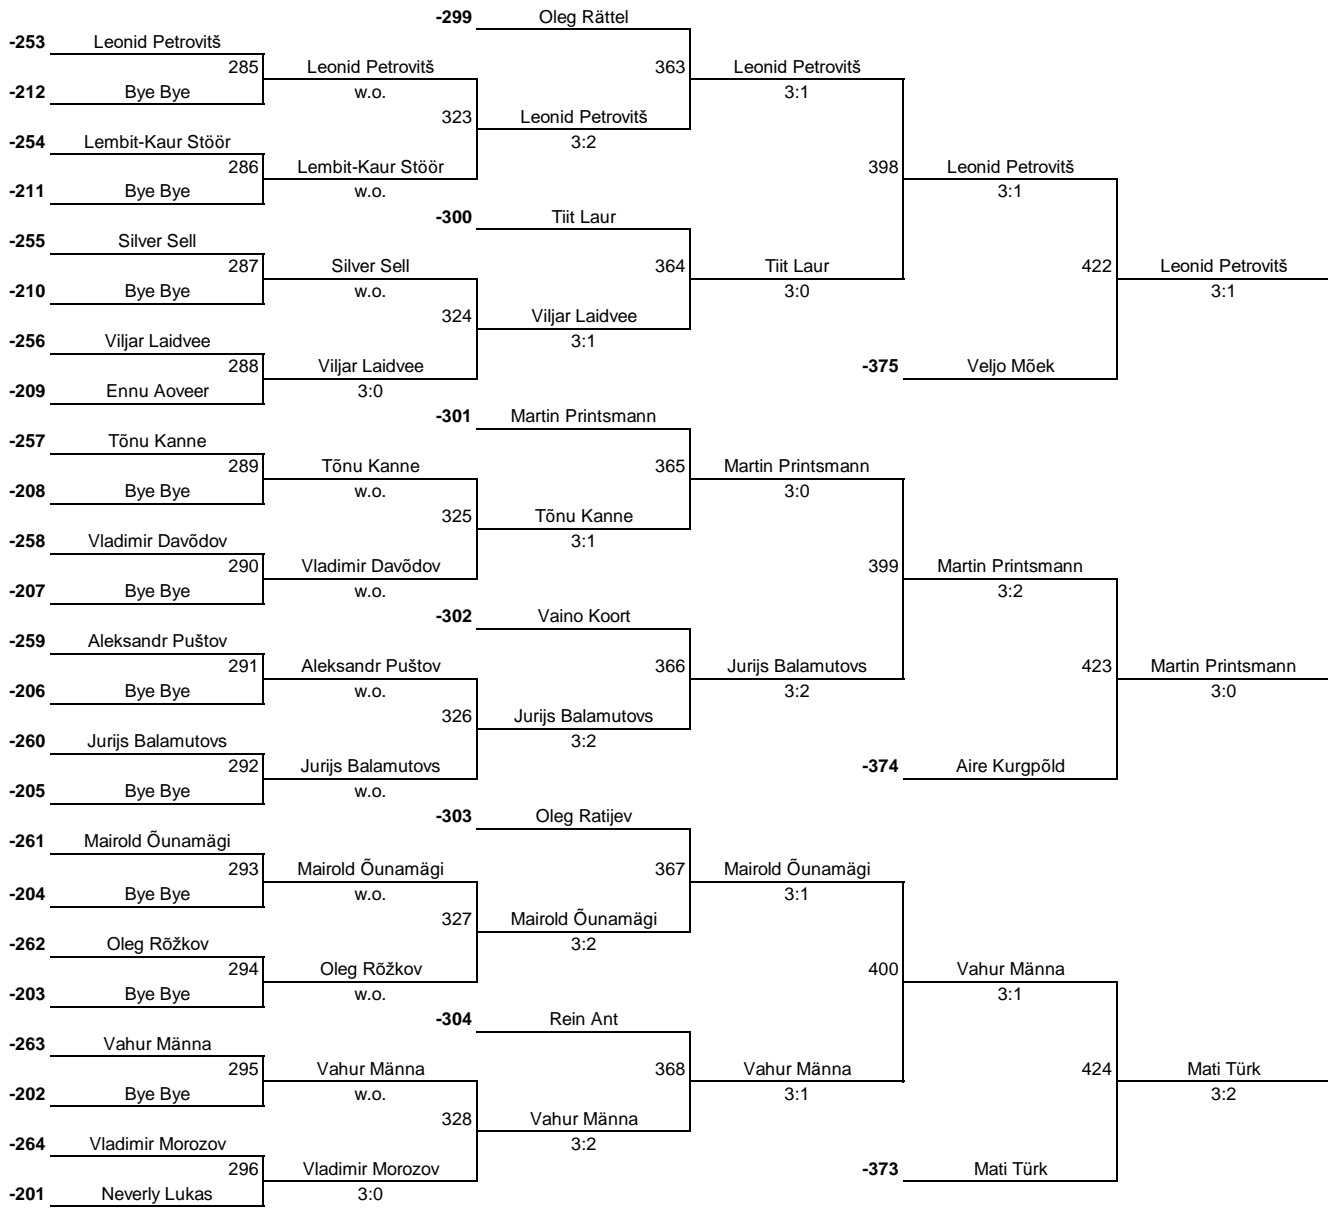 -299 Oleg Rättel
-253 Leonid Petrovitš
285 Leonid Petrovitš 363 Leonid Petrovitš
-212 Bye Bye w.o. 3:1
323 Leonid Petrovitš
-254 Lembit-Kaur Stöör 3:2
286 Lembit-Kaur Stöör 398 Leonid Petrovitš
-211 Bye Bye w.o. 3:1
-300 Tiit Laur
-255 Silver Sell
287 Silver Sell 364 Tiit Laur 422 Leonid Petrovitš
-210 Bye Bye w.o. 3:0 3:1
324 Viljar Laidvee
-256 Viljar Laidvee 3:1
288 Viljar Laidvee -375 Veljo Mõek
-209 Ennu Aoveer 3:0
-301 Martin Printsmann
-257 Tõnu Kanne
289 Tõnu Kanne 365 Martin Printsmann
-208 Bye Bye w.o. 3:0
325 Tõnu Kanne
-258 Vladimir Davõdov 3:1
290 Vladimir Davõdov 399 Martin Printsmann
-207 Bye Bye w.o. 3:2
-302 Vaino Koort
-259 Aleksandr Puštov
291 Aleksandr Puštov 366 Jurijs Balamutovs 423 Martin Printsmann
-206 Bye Bye w.o. 3:2 3:0
326 Jurijs Balamutovs
-260 Jurijs Balamutovs 3:2
292 Jurijs Balamutovs -374 Aire Kurgpõld
-205 Bye Bye w.o.
-303 Oleg Ratijev
-261 Mairold Õunamägi
293 Mairold Õunamägi 367 Mairold Õunamägi
-204 Bye Bye w.o. 3:1
327 Mairold Õunamägi
-262 Oleg Rõžkov 3:2
294 Oleg Rõžkov 400 Vahur Männa
-203 Bye Bye w.o. 3:1
-304 Rein Ant
-263 Vahur Männa
295 Vahur Männa 368 Vahur Männa 424 Mati Türk
-202 Bye Bye w.o. 3:1 3:2
328 Vahur Männa
-264 Vladimir Morozov 3:2
296 Vladimir Morozov -373 Mati Türk
-201 Neverly Lukas 3:0